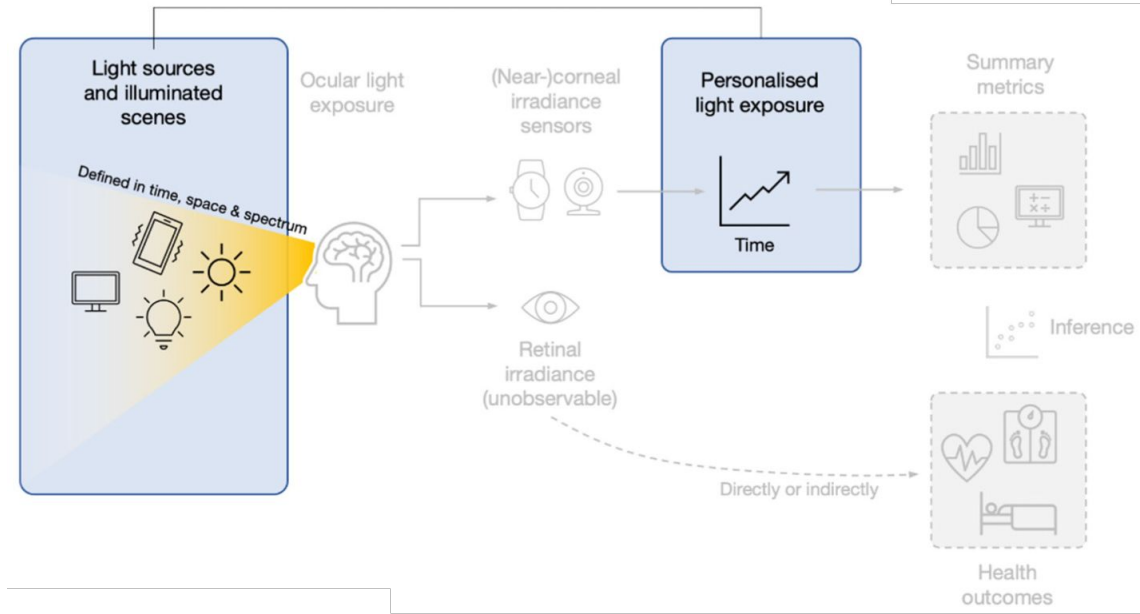 Light sources
and illuminated
scenes
Defined in time, space & spectrum
Ocular light
exposure
(Near-)corneal
irradiance
sensors
Retinal
irradiance
(unobservable)
Personalised
light exposure
Time
Summary
metrics
Inference
Directly or indirectly
Health
outcomes